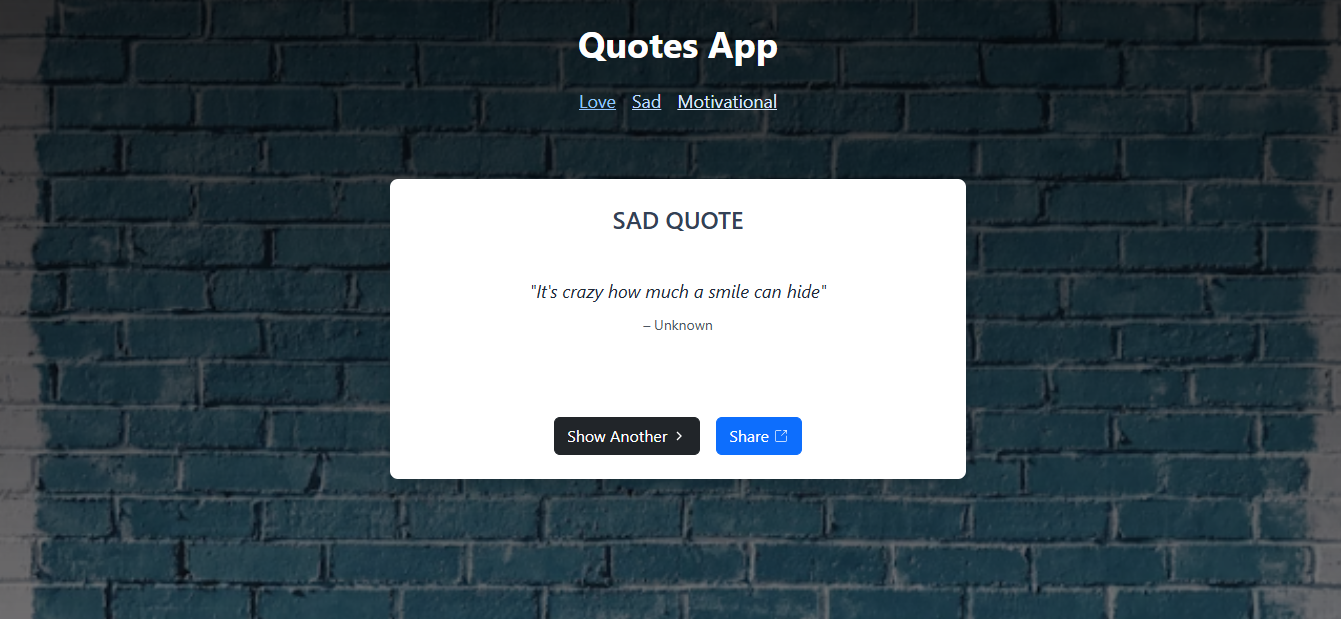 Quotes App
Love Sad Motivational
SAD QUOTE
"It's crazy how much a smile can hide"
– Unknown
Show Another Share